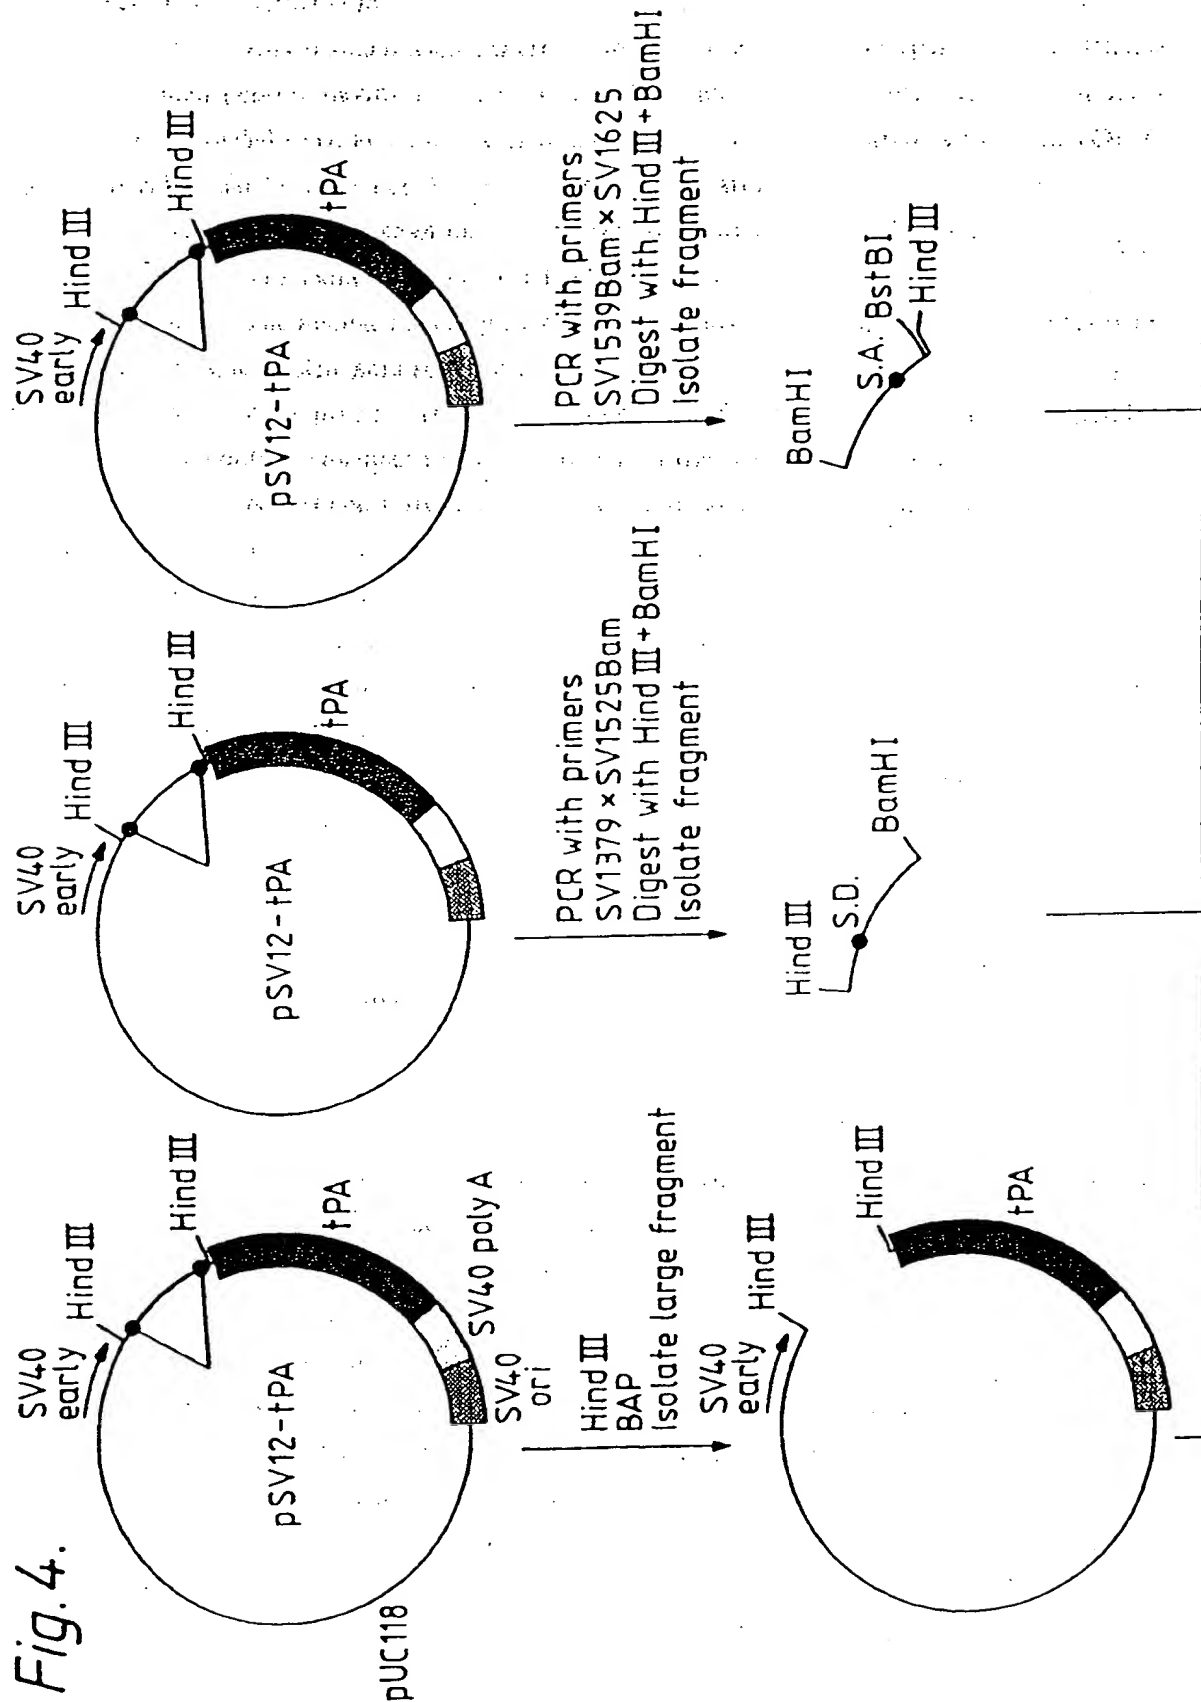 Fig. 4.
SV40
early
Hind III
Hind III
pSV12-tPA
tPA
pUC118
SV40
ori
SV40 poly A
Hind III
BAP
Isolate large fragment
SV40
early
Hind III
Hind III
tPA
SV40
early
Hind III
Hind III
pSV12-tPA
tPA
PCR with primers
SV1379 × SV1525Bam
Digest with Hind III + BamHI
Isolate fragment
Hind III
S.D.
BamHI
SV40
early
Hind III
Hind III
pSV12-tPA
tPA
PCR with primers
SV1539Bam × SV1625
Digest with Hind III + BamHI
Isolate fragment
BamHI
S.A.
BstBI
Hind III